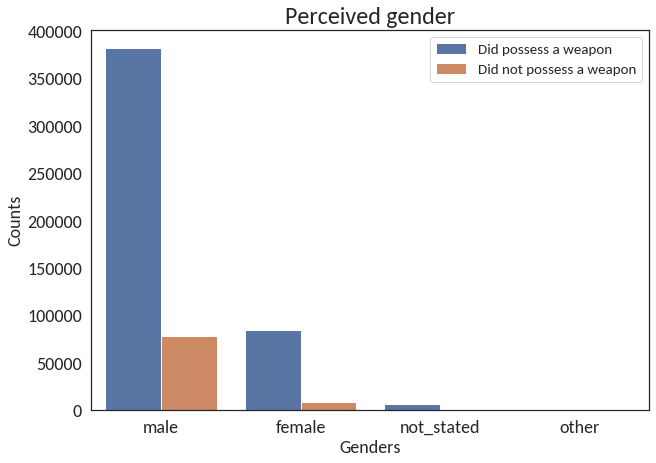 Perceived gender
Did possess a weapon
Did not possess a weapon
400000
350000
300000
250000
200000
150000
100000
50000
0
Counts
male female not_stated other
Genders